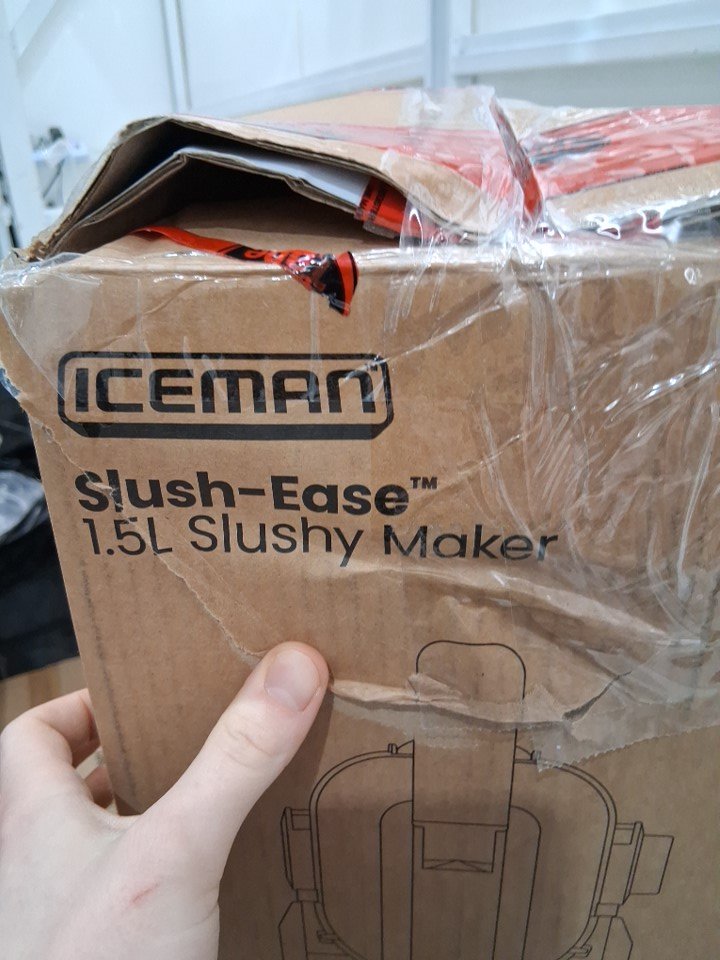 ICEMAN
Slush-Ease™
1.5L Slushy Maker